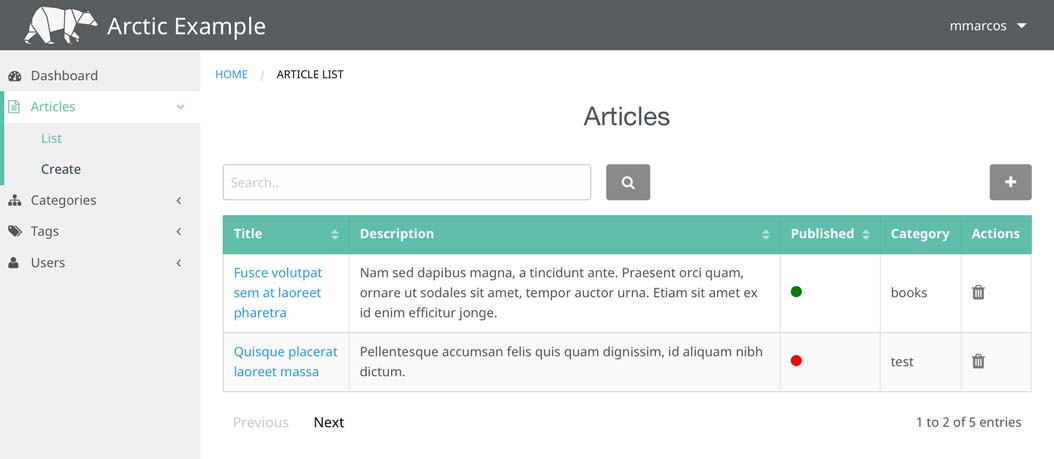 Arctic Example
mmarcos
Dashboard
Articles
List
Create
Categories
Tags
Users
HOME / ARTICLE LIST
Articles
Search..
Title Description Published Category Actions
Fusce volutpat
sem at laoreet
pharetra
Nam sed dapibus magna, a tincidunt ante. Praesent orci quam,
ornare ut sodales sit amet, tempor auctor urna. Etiam sit amet ex
id enim efficitur jonge.
books
Quisque placerat
laoreet massa
Pellentesque accumsan felis quis quam dignissim, id aliquam nibh
dictum.
test
Previous Next
1 to 2 of 5 entries